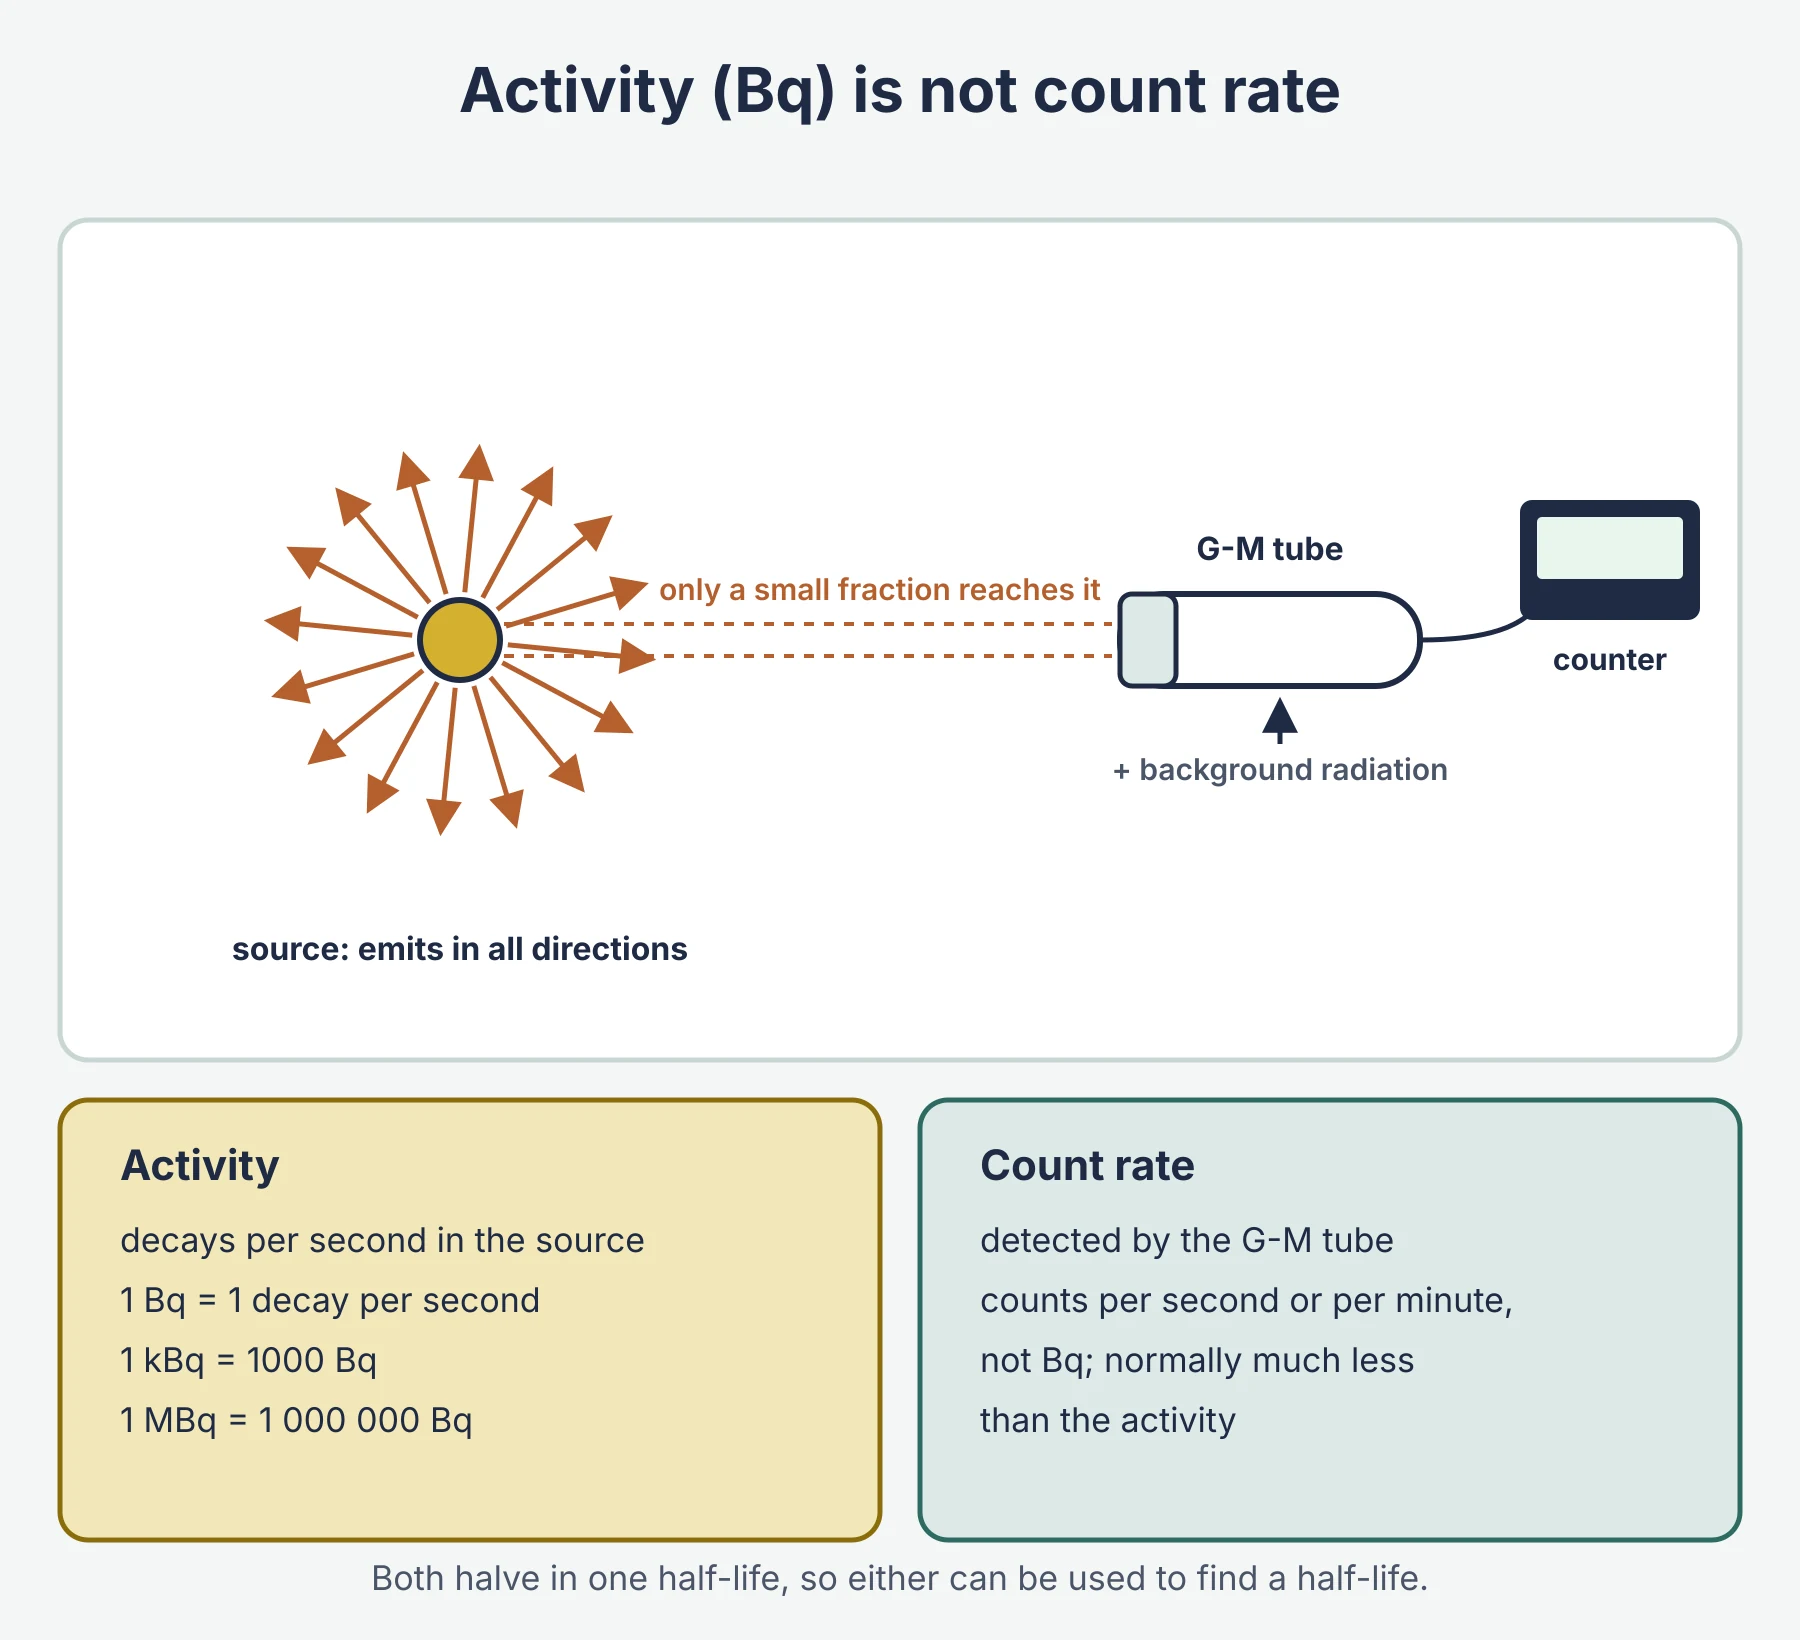 Activity (Bq) is not count rate
only a small fraction reaches it
G-M tube
counter
+ background radiation
source: emits in all directions
Activity
decays per second in the source
1 Bq = 1 decay per second
1 kBq = 1000 Bq
1 MBq = 1 000 000 Bq
Count rate
detected by the G-M tube
counts per second or per minute,
not Bq; normally much less
than the activity
Both halve in one half-life, so either can be used to find a half-life.